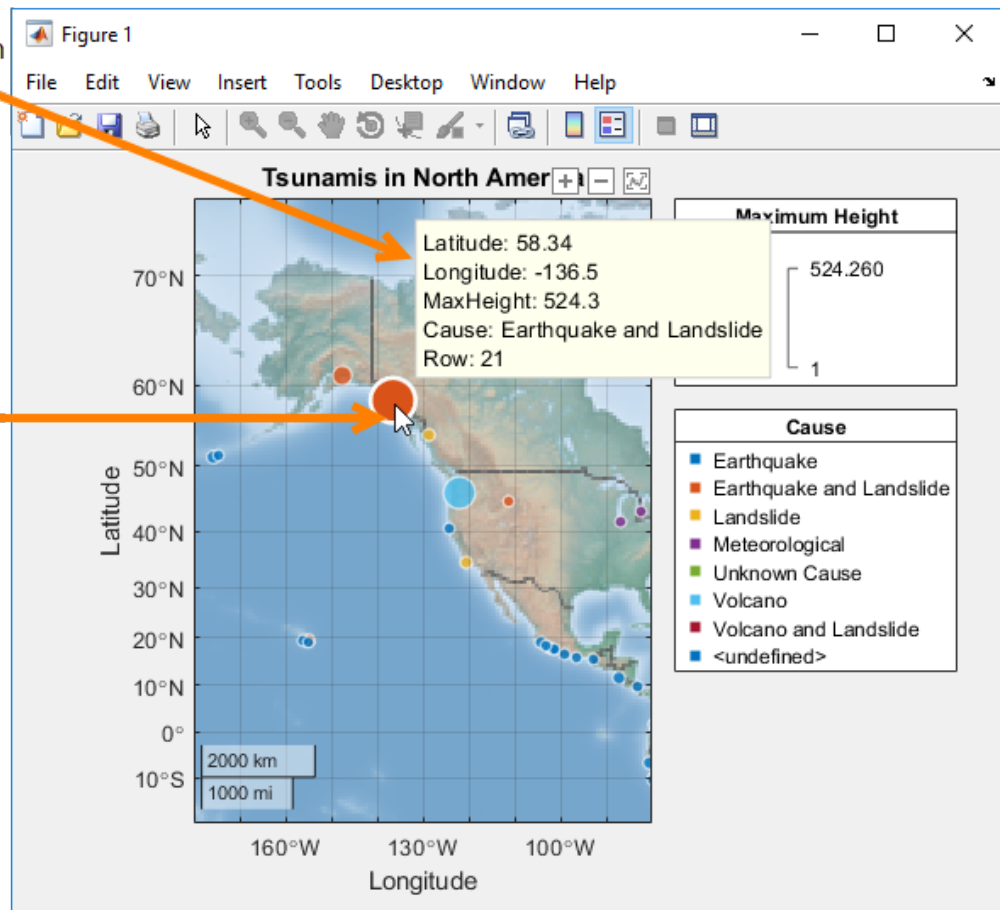 Figure 1
File Edit View Insert Tools Desktop Window Help
Tsunamis in North Amer
Latitude: 58.34
Longitude: -136.5
MaxHeight: 524.3
Cause: Earthquake and Landslide
Row: 21
Maximum Height
524.260
1
Cause
Earthquake
Earthquake and Landslide
Landslide
Meteorological
Unknown Cause
Volcano
Volcano and Landslide
<undefined>
Latitude
70°N
60°N
50°N
40°N
30°N
20°N
10°N
0°
10°S
2000 km
1000 mi
160°W 130°W 100°W
Longitude